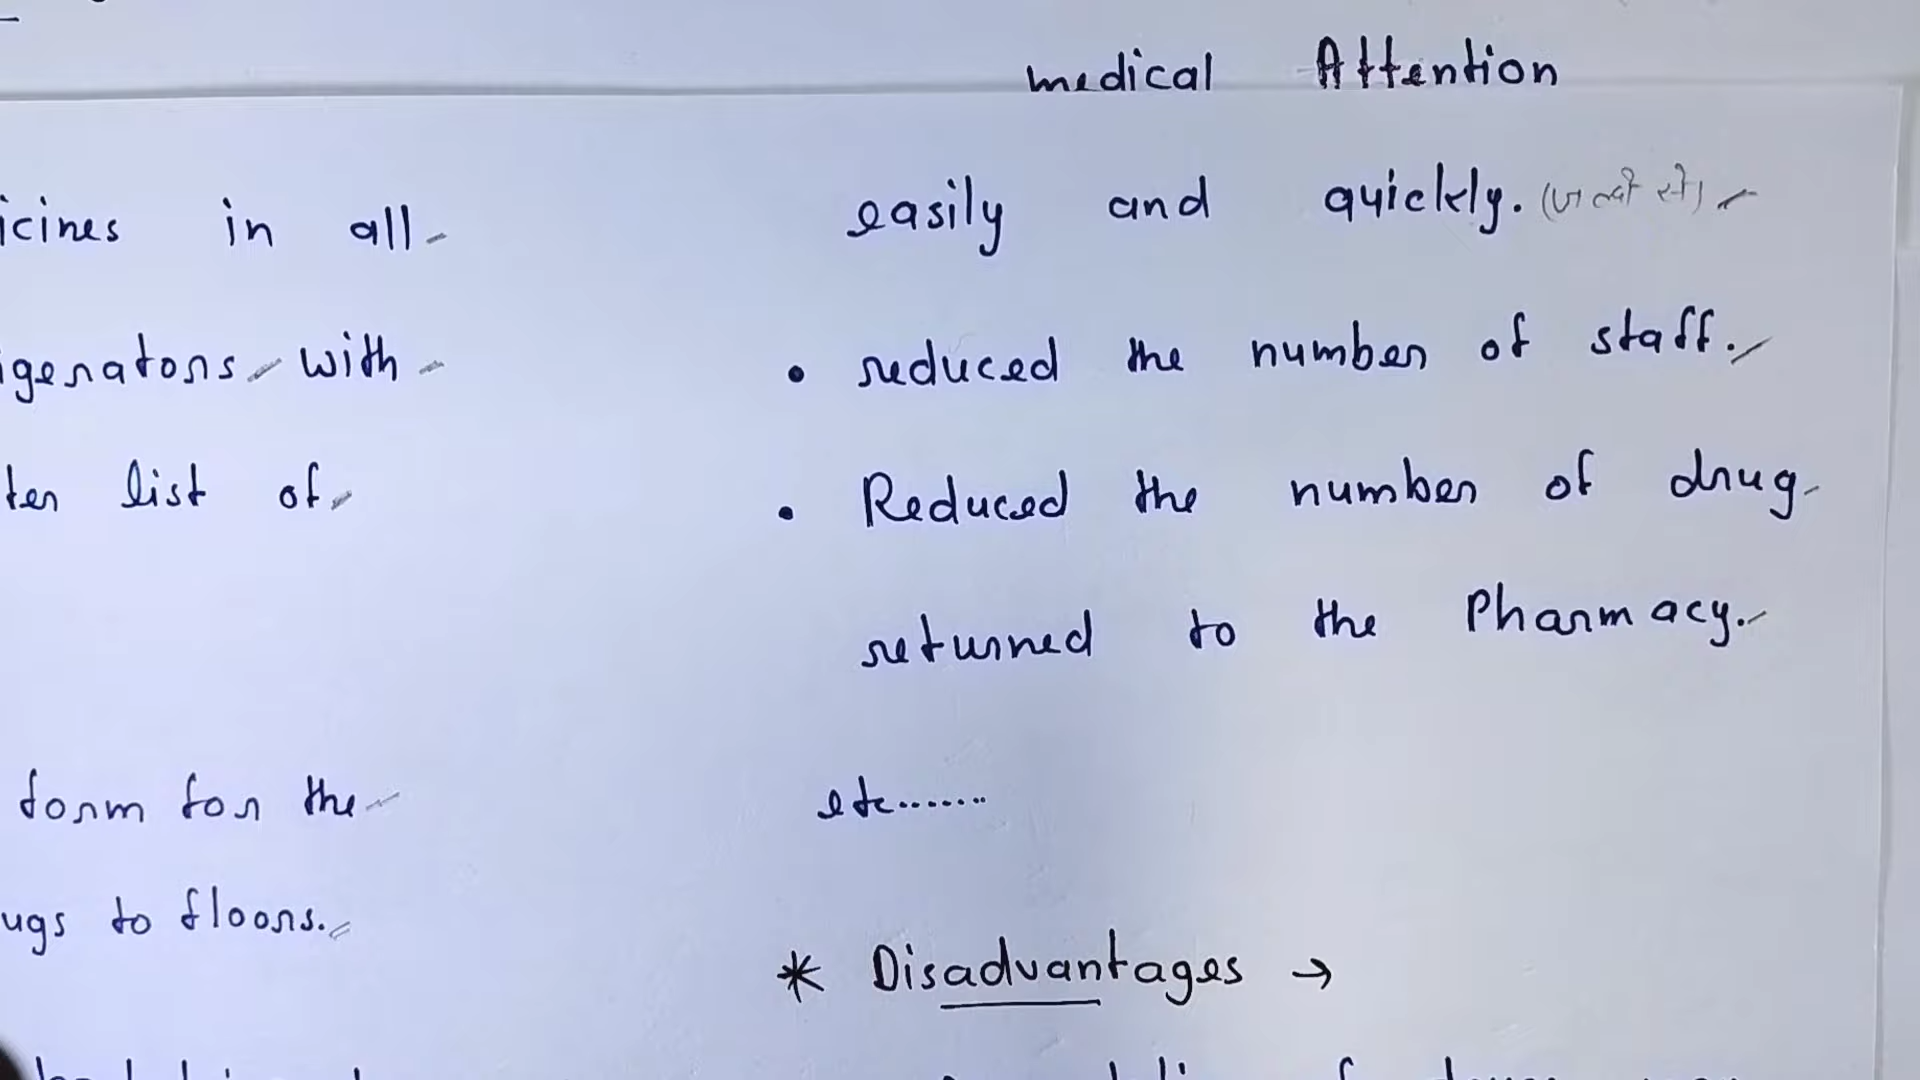 icines in all
igerators with
ter list of
form for the
ugs to floors.
medical Attention
easily and quickly. (जल्दी से)
• reduced the number of staff.
• Reduced the number of drug
returned to the Pharmacy.
etc.......
* Disadvantages →